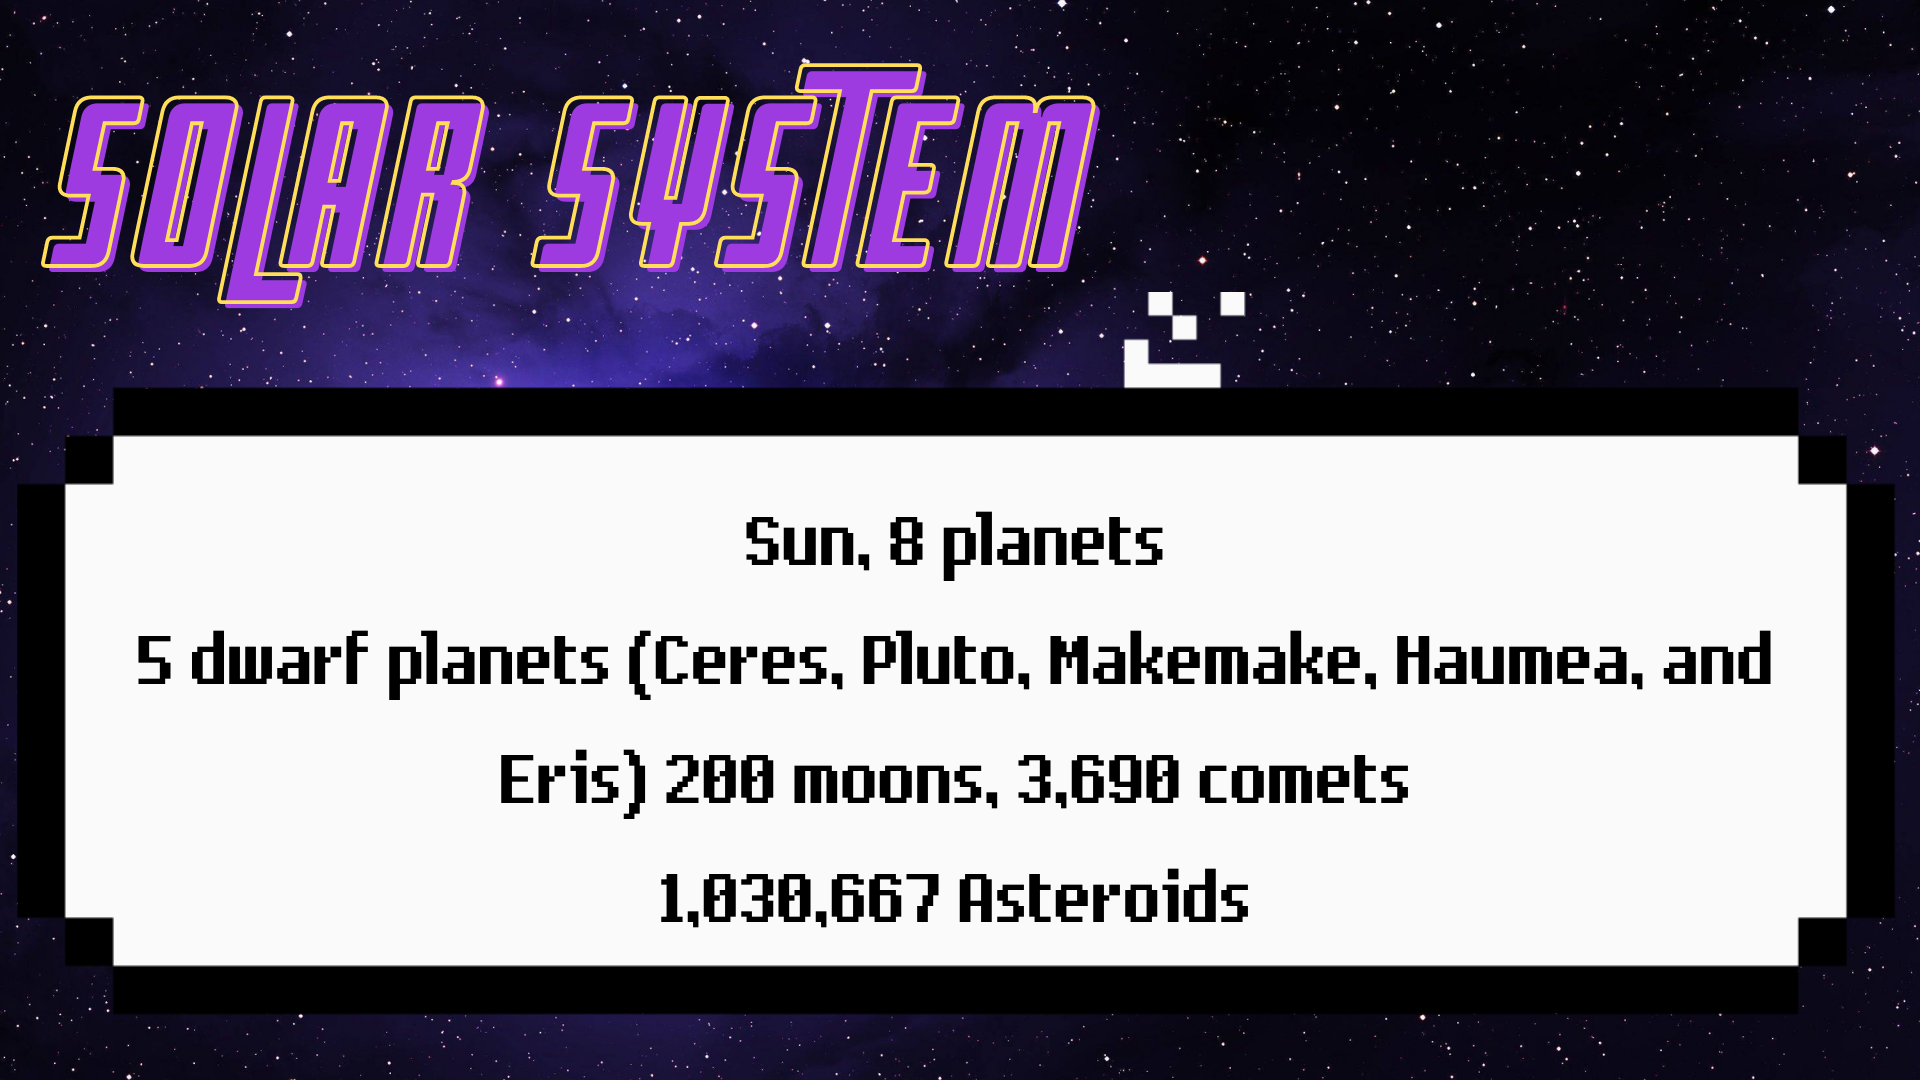 SOLAR SYSTEM
Sun, 8 planets
5 dwarf planets (Ceres, Pluto, Makemake, Haumea, and
Eris) 200 moons, 3,690 comets
1,030,667 Asteroids